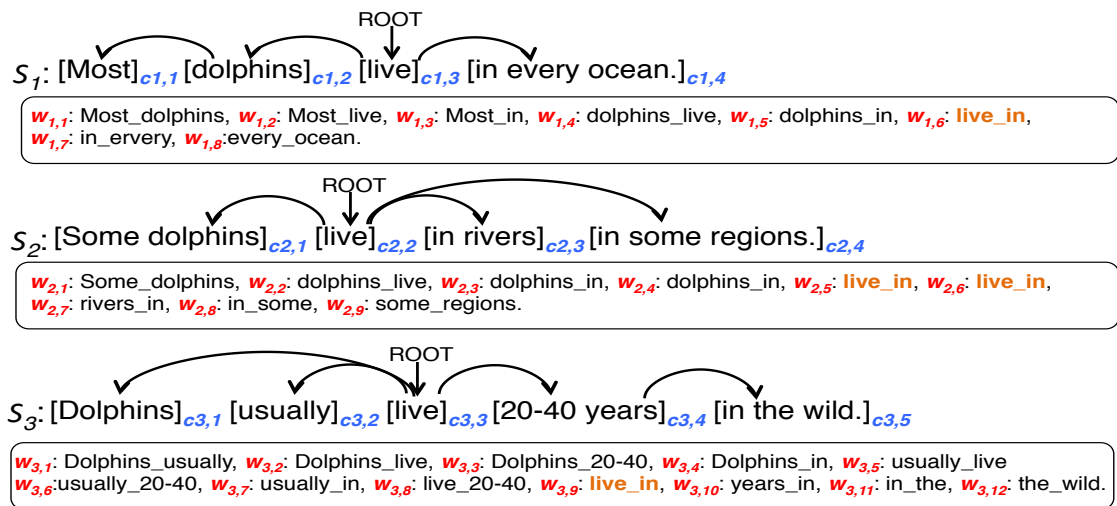 ROOT
S1: [Most]c1,1 [dolphins]c1,2 [live]c1,3 [in every ocean.]c1,4
w1,1: Most_dolphins, w1,2: Most_live, w1,3: Most_in, w1,4: dolphins_live, w1,5: dolphins_in, w1,6: live_in,
w1,7: in_ervery, w1,8:every_ocean.
ROOT
S2: [Some dolphins]c2,1 [live]c2,2 [in rivers]c2,3 [in some regions.]c2,4
w2,1: Some_dolphins, w2,2: dolphins_live, w2,3: dolphins_in, w2,4: dolphins_in, w2,5: live_in, w2,6: live_in,
w2,7: rivers_in, w2,8: in_some, w2,9: some_regions.
ROOT
S3: [Dolphins]c3,1 [usually]c3,2 [live]c3,3 [20-40 years]c3,4 [in the wild.]c3,5
w3,1: Dolphins_usually, w3,2: Dolphins_live, w3,3: Dolphins_20-40, w3,4: Dolphins_in, w3,5: usually_live
w3,6:usually_20-40, w3,7: usually_in, w3,8: live_20-40, w3,9: live_in, w3,10: years_in, w3,11: in_the, w3,12: the_wild.